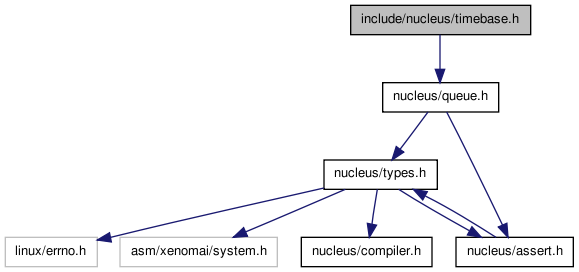 include/nucleus/timebase.h
nucleus/queue.h
nucleus/types.h
linux/errno.h
asm/xenomai/system.h
nucleus/compiler.h
nucleus/assert.h